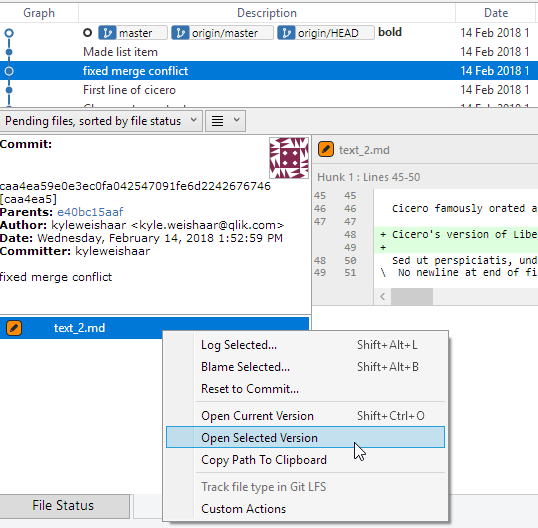 Graph Description Date
master origin/master origin/HEAD bold 14 Feb 2018 1
Made list item 14 Feb 2018 1
fixed merge conflict 14 Feb 2018 1
First line of cicero 14 Feb 2018 1
Pending files, sorted by file status
Commit:
caa4ea59e0e3ec0fa042547091fe6d2242676746
[caa4ea5]
Parents: e40bc15aaf
Author: kyleweishaar <kyle.weishaar@qlik.com>
Date: Wednesday, February 14, 2018 1:52:59 PM
Committer: kyleweishaar
fixed merge conflict
text_2.md
Hunk 1 : Lines 45-50
45 45
46 46 Cicero famously orated a
47 47
48 + Cicero's version of Libe
49 +
48 50 Sed ut perspiciatis, und
49 51 \ No newline at end of fi
text_2.md
Log Selected... Shift+Alt+L
Blame Selected... Shift+Alt+B
Reset to Commit...
Open Current Version Shift+Ctrl+O
Open Selected Version
Copy Path To Clipboard
Track file type in Git LFS
Custom Actions
File Status